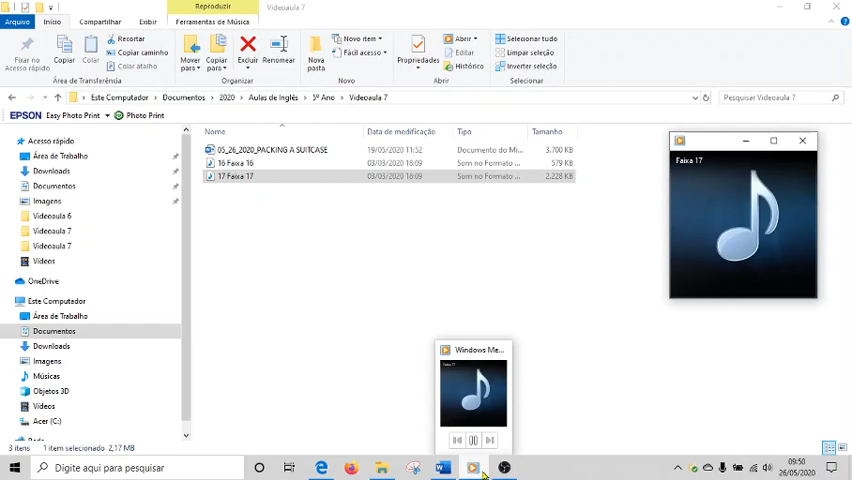 Reproduzir
Videoaula 7
Arquivo Início Compartilhar Exibir Ferramentas de Música
Fixar no Acesso rápido
Copiar
Colar
Recortar
Copiar caminho
Colar atalho
Mover para
Copiar para
Excluir
Renomear
Nova pasta
Novo item
Fácil acesso
Propriedades
Abrir
Editar
Histórico
Selecionar tudo
Limpar seleção
Inverter seleção
Área de Transferência Organizar Novo Abrir Selecionar
Este Computador > Documentos > 2020 > Aulas de Inglês > 5º Ano > Videoaula 7
Pesquisar Videoaula 7
EPSON Easy Photo Print Photo Print
Nome Data de modificação Tipo Tamanho
05_26_2020_PACKING A SUITCASE 19/05/2020 11:52 Documento do Mi... 3.700 KB
16 Faixa 16 03/03/2020 18:09 Som no Formato ... 579 KB
17 Faixa 17 03/03/2020 18:09 Som no Formato ... 2.228 KB
Acesso rápido
Área de Trabalho
Downloads
Documentos
Imagens
Videoaula 6
Videoaula 7
Videoaula 7
Vídeos
OneDrive
Este Computador
Área de Trabalho
Documentos
Downloads
Imagens
Músicas
Objetos 3D
Vídeos
Acer (C:)
Faixa 17
Windows Me...
Faixa 17
3 itens 1 item selecionado 2,17 MB
Digite aqui para pesquisar
09:50
26/05/2020